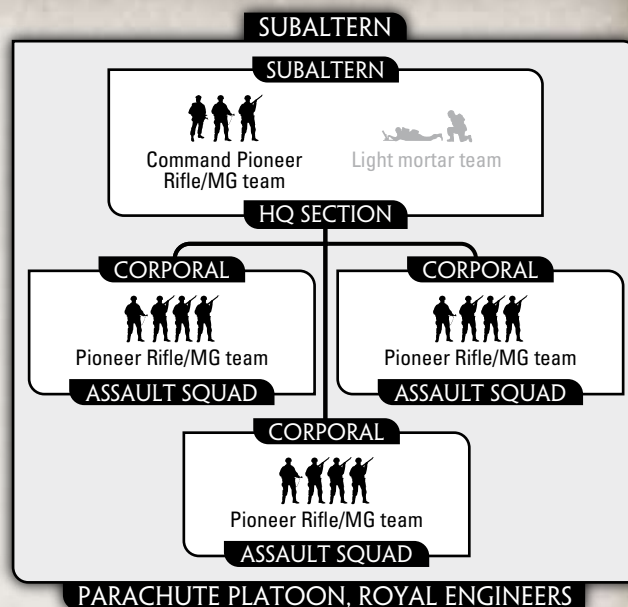 SUBALTERN
SUBALTERN
Command Pioneer
Rifle/MG team
Light mortar team
HQ SECTION
CORPORAL
Pioneer Rifle/MG team
ASSAULT SQUAD
CORPORAL
Pioneer Rifle/MG team
ASSAULT SQUAD
CORPORAL
Pioneer Rifle/MG team
ASSAULT SQUAD
PARACHUTE PLATOON, ROYAL ENGINEERS